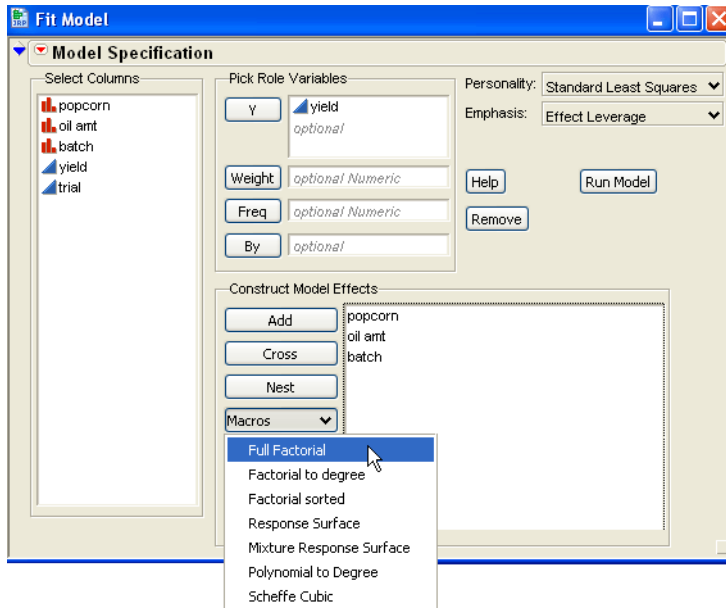 Fit Model
Model Specification
Select Columns
popcorn
oil amt
batch
yield
trial
Pick Role Variables
Y
yield
optional
Weight
optional Numeric
Freq
optional Numeric
By
optional
Personality: Standard Least Squares
Emphasis: Effect Leverage
Help
Run Model
Remove
Construct Model Effects
Add
Cross
Nest
Macros
popcorn
oil amt
batch
Full Factorial
Factorial to degree
Factorial sorted
Response Surface
Mixture Response Surface
Polynomial to Degree
Scheffe Cubic